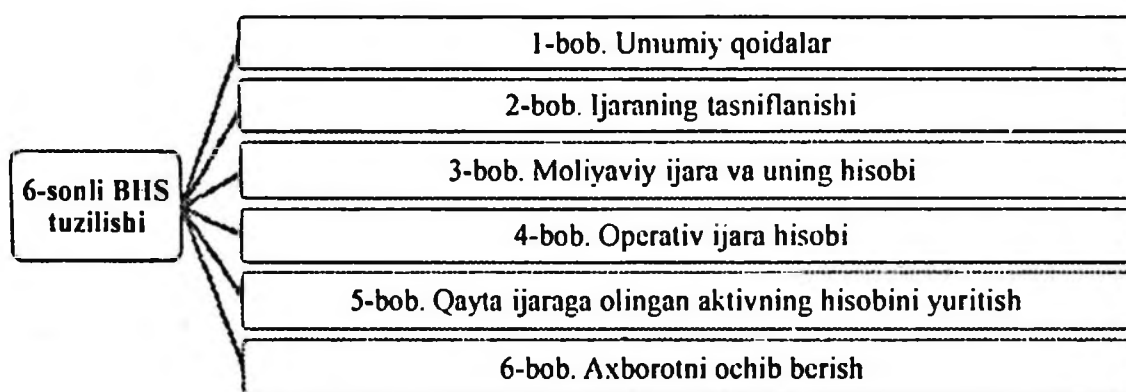 6-sonli BHS
tuzilishi
1-bob. Umumiy qoidalar
2-bob. Ijaraning tasniflanishi
3-bob. Moliyaviy ijara va uning hisobi
4-bob. Operativ ijara hisobi
5-bob. Qayta ijaraga olingan aktivning hisobini yuritish
6-bob. Axborotni ochib berish